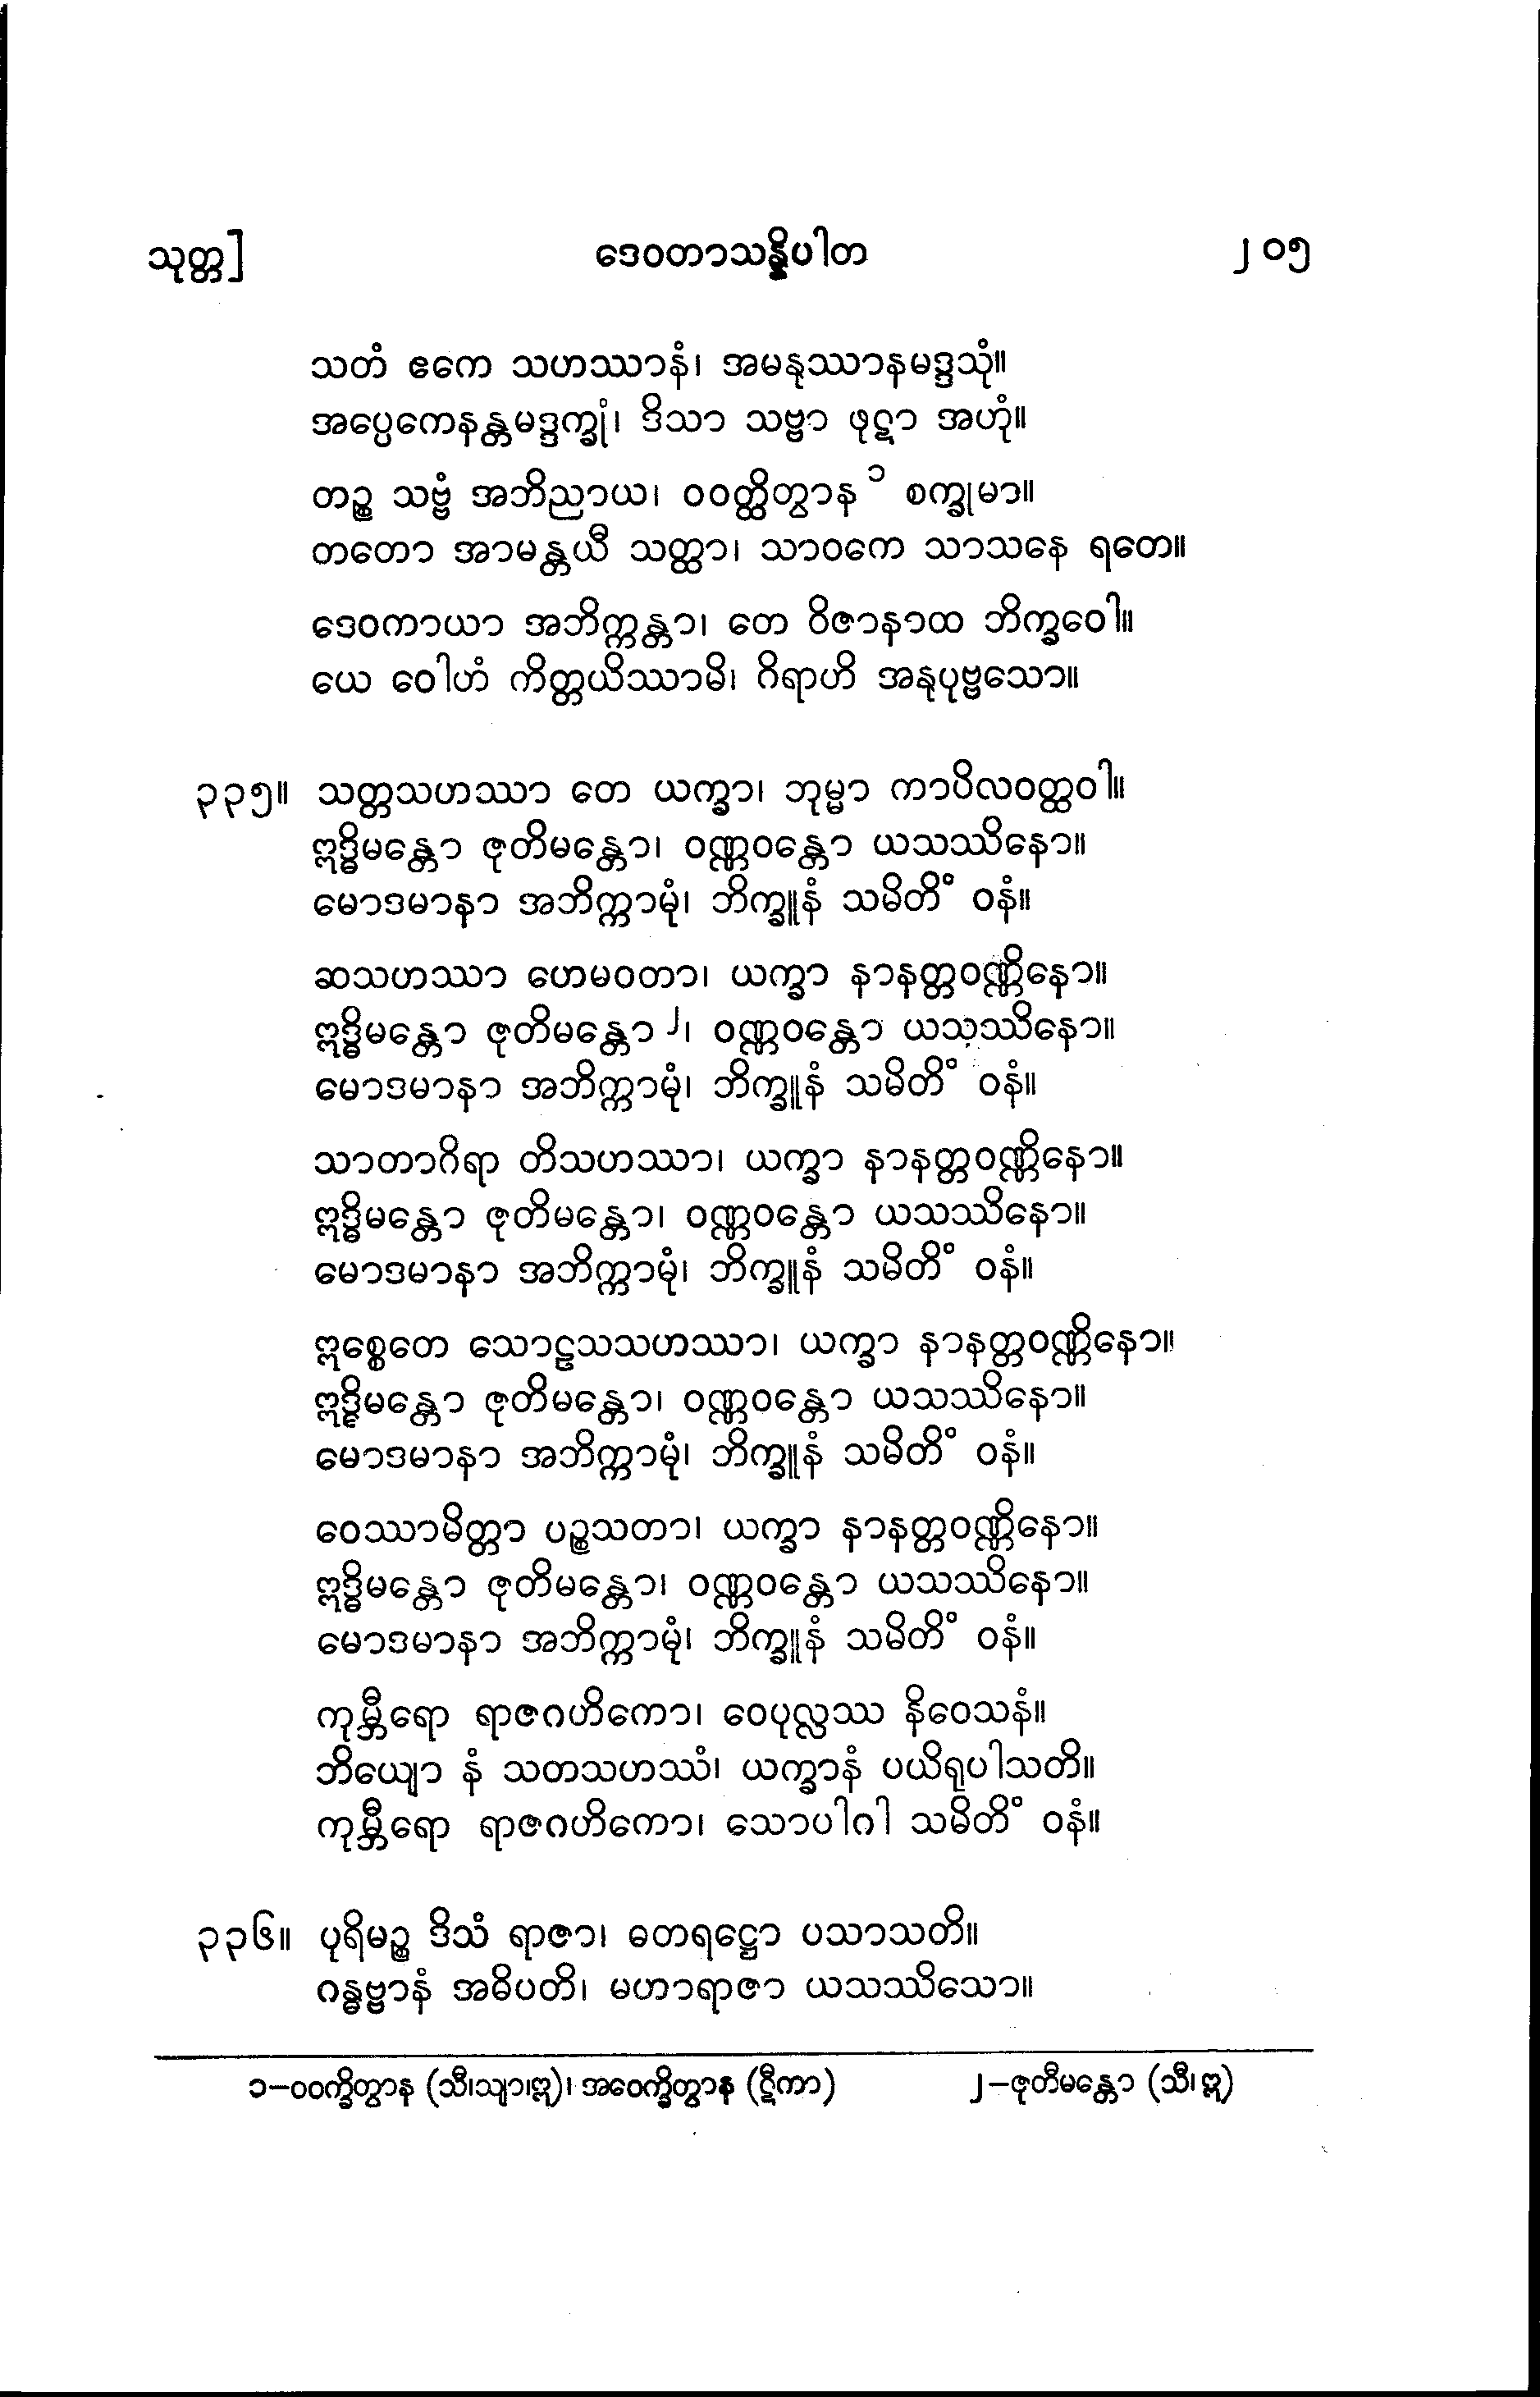 သုတ္တ] ဒေဝတာသန္နိပါတ ၂၀၅
သတံ ဧကေ သဟဿာနံ၊ အမနုဿာနမဒ္ဒသုံ။
အပ္ပေကေနန္တမဒ္ဒက္ခုံ၊ ဒိသာ သဗ္ဗာ ဖုဋာ အဟုံ။
တဉ္စ သဗ္ဗံ အဘိညာယ၊ ဝဝတ္ထိတွာန ၁ စက္ခုမာ။
တတော အာမန္တယီ သတ္ထာ၊ သာဝကေ သာသနေ ရတေ။
ဒေဝကာယာ အဘိက္ကန္တာ၊ တေ ဝိဇာနာထ ဘိက္ခဝေါ။
ယေ ဝေါဟံ ကိတ္တယိဿာမိ၊ ဂိရာဟိ အနုပုဗ္ဗသော။
၃၃၅။ သတ္တသဟဿာ တေ ယက္ခာ၊ ဘုမ္မာ ကာပိလဝတ္ထဝါ။
ဣဒ္ဓိမန္တော ဇုတိမန္တော၊ ဝဏ္ဏဝန္တော ယသဿိနော။
မောဒမာနာ အဘိက္ကာမုံ၊ ဘိက္ခူနံ သမိတိံ ဝနံ။
ဆသဟဿာ ဟေမဝတာ၊ ယက္ခာ နာနတ္တဝဏ္ဏိနော။
ဣဒ္ဓိမန္တော ဇုတိမန္တော ၂၊ ဝဏ္ဏဝန္တော ယသဿိနော။
မောဒမာနာ အဘိက္ကာမုံ၊ ဘိက္ခူနံ သမိတိံ ဝနံ။
သာတာဂိရာ တိသဟဿာ၊ ယက္ခာ နာနတ္တဝဏ္ဏိနော။
ဣဒ္ဓိမန္တော ဇုတိမန္တော၊ ဝဏ္ဏဝန္တော ယသဿိနော။
မောဒမာနာ အဘိက္ကာမုံ၊ ဘိက္ခူနံ သမိတိံ ဝနံ။
ဣစ္စေတေ သောဠသသဟဿာ၊ ယက္ခာ နာနတ္တဝဏ္ဏိနော။
ဣဒ္ဓိမန္တော ဇုတိမန္တော၊ ဝဏ္ဏဝန္တော ယသဿိနော။
မောဒမာနာ အဘိက္ကာမုံ၊ ဘိက္ခူနံ သမိတိံ ဝနံ။
ဝေဿာမိတ္တာ ပဉ္စသတာ၊ ယက္ခာ နာနတ္တဝဏ္ဏိနော။
ဣဒ္ဓိမန္တော ဇုတိမန္တော၊ ဝဏ္ဏဝန္တော ယသဿိနော။
မောဒမာနာ အဘိက္ကာမုံ၊ ဘိက္ခူနံ သမိတိံ ဝနံ။
ကုမ္ဘီရော ရာဇဂဟိကော၊ ဝေပုလ္လဿ နိဝေသနံ။
ဘိယျော နံ သတသဟဿံ၊ ယက္ခာနံ ပယိရုပါသတိ။
ကုမ္ဘီရော ရာဇဂဟိကော၊ သောပါဂါ သမိတိံ ဝနံ။
၃၃၆။ ပုရိမဉ္စ ဒိသံ ရာဇာ၊ ဓတရဋ္ဌော ပသာသတိ။
ဂန္ဓဗ္ဗာနံ အဓိပတိ၊ မဟာရာဇာ ယသဿိသော။
၁-ဝဝက္ခိတွာန (သီ၊သျာ၊ဣ)၊ အဝေက္ခိတွာန (ဋီကာ) ၂-ဇုတီမန္တော (သီ၊ ဣ)